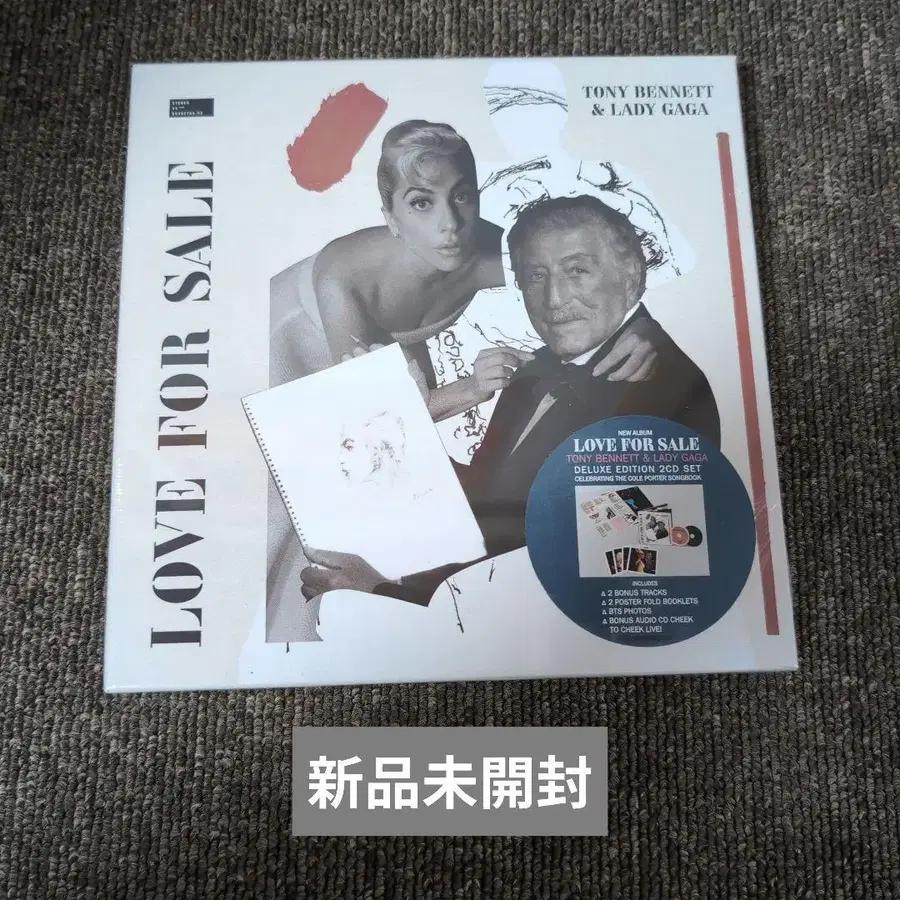 STEREO
TONY BENNETT
& LADY GAGA
LOVE FOR SALE
NEW ALBUM
LOVE FOR SALE
TONY BENNETT & LADY GAGA
DELUXE EDITION 2CD SET
CELEBRATING THE COLE PORTER SONGBOOK
INCLUDES
▵ 2 BONUS TRACKS
▵ 2 POSTER FOLD BOOKLETS
▵ BTS PHOTOS
▵ BONUS AUDIO CD CHEEK
TO CHEEK LIVE!
新品未開封